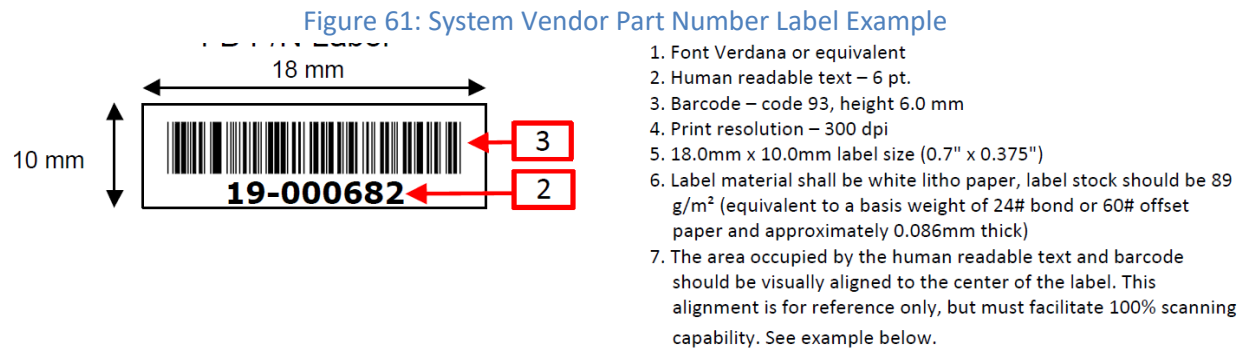 Figure 61: System Vendor Part Number Label Example
18 mm
10 mm
3
19-000682
2
1. Font Verdana or equivalent
2. Human readable text – 6 pt.
3. Barcode – code 93, height 6.0 mm
4. Print resolution – 300 dpi
5. 18.0mm x 10.0mm label size (0.7" x 0.375")
6. Label material shall be white litho paper, label stock should be 89
g/m² (equivalent to a basis weight of 24# bond or 60# offset
paper and approximately 0.086mm thick)
7. The area occupied by the human readable text and barcode
should be visually aligned to the center of the label. This
alignment is for reference only, but must facilitate 100% scanning
capability. See example below.